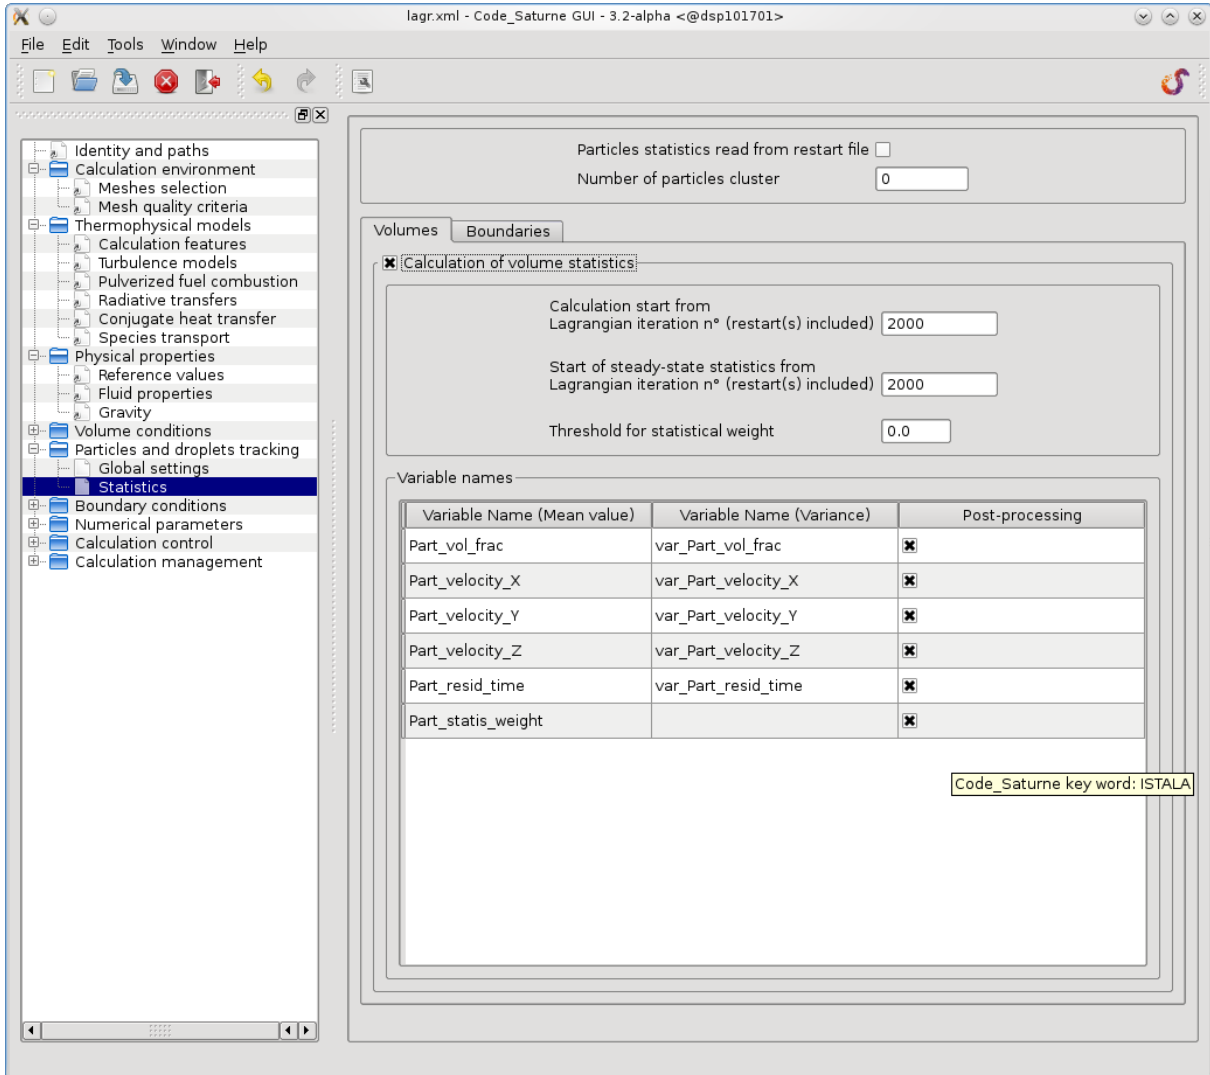 lagr.xml - Code_Saturne GUI - 3.2-alpha <@dsp101701>
File Edit Tools Window Help
Identity and paths
Calculation environment
Meshes selection
Mesh quality criteria
Thermophysical models
Calculation features
Turbulence models
Pulverized fuel combustion
Radiative transfers
Conjugate heat transfer
Species transport
Physical properties
Reference values
Fluid properties
Gravity
Volume conditions
Particles and droplets tracking
Global settings
Statistics
Boundary conditions
Numerical parameters
Calculation control
Calculation management
Particles statistics read from restart file
Number of particles cluster 0
Volumes Boundaries
Calculation of volume statistics
Calculation start from
Lagrangian iteration n° (restart(s) included) 2000
Start of steady-state statistics from
Lagrangian iteration n° (restart(s) included) 2000
Threshold for statistical weight 0.0
Variable names
Variable Name (Mean value) Variable Name (Variance) Post-processing
Part_vol_frac var_Part_vol_frac
Part_velocity_X var_Part_velocity_X
Part_velocity_Y var_Part_velocity_Y
Part_velocity_Z var_Part_velocity_Z
Part_resid_time var_Part_resid_time
Part_statis_weight
Code_Saturne key word: ISTALA